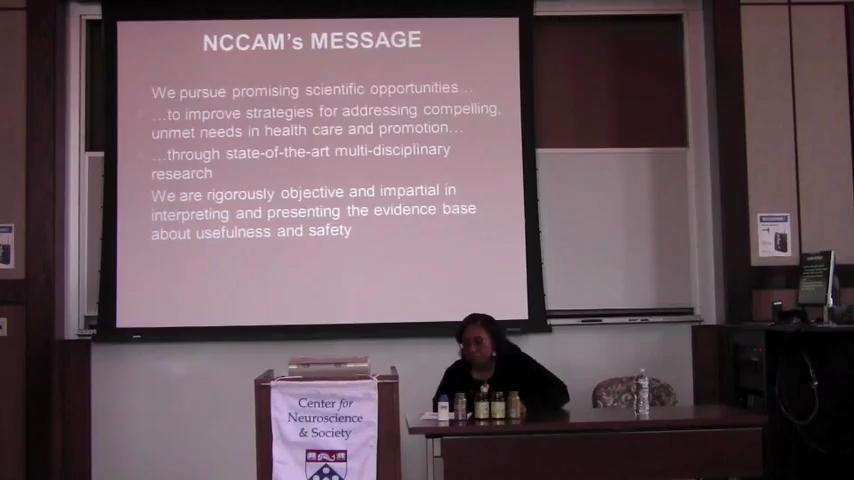 NCCAM's MESSAGE
We pursue promising scientific opportunities…
…to improve strategies for addressing compelling,
unmet needs in health care and promotion…
…through state-of-the-art multi-disciplinary
research
We are rigorously objective and impartial in
interpreting and presenting the evidence base
about usefulness and safety
Center for
Neuroscience
& Society